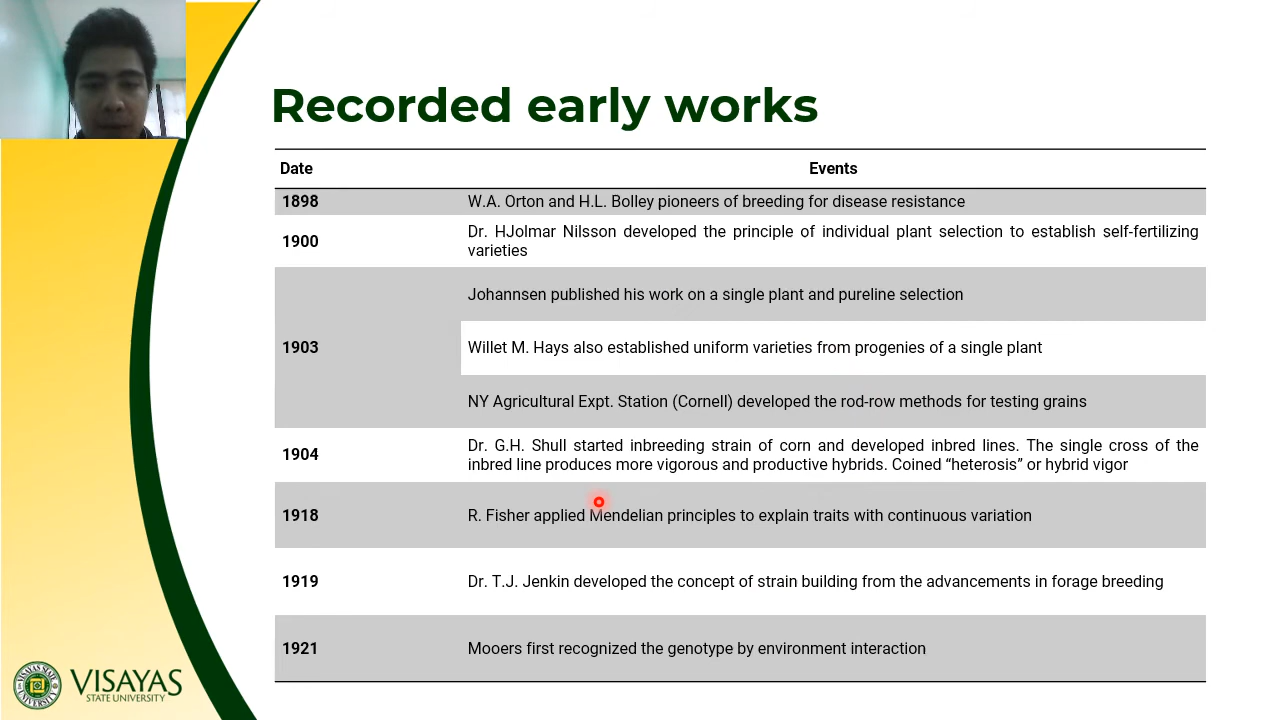 Recorded early works
Date Events
1898 W.A. Orton and H.L. Bolley pioneers of breeding for disease resistance
1900 Dr. HJolmar Nilsson developed the principle of individual plant selection to establish self-fertilizing
varieties
1903 Johannsen published his work on a single plant and pureline selection
Willet M. Hays also established uniform varieties from progenies of a single plant
NY Agricultural Expt. Station (Cornell) developed the rod-row methods for testing grains
1904 Dr. G.H. Shull started inbreeding strain of corn and developed inbred lines. The single cross of the
inbred line produces more vigorous and productive hybrids. Coined “heterosis” or hybrid vigor
1918 R. Fisher applied Mendelian principles to explain traits with continuous variation
1919 Dr. T.J. Jenkin developed the concept of strain building from the advancements in forage breeding
1921 Mooers first recognized the genotype by environment interaction
VISAYAS
STATE UNIVERSITY